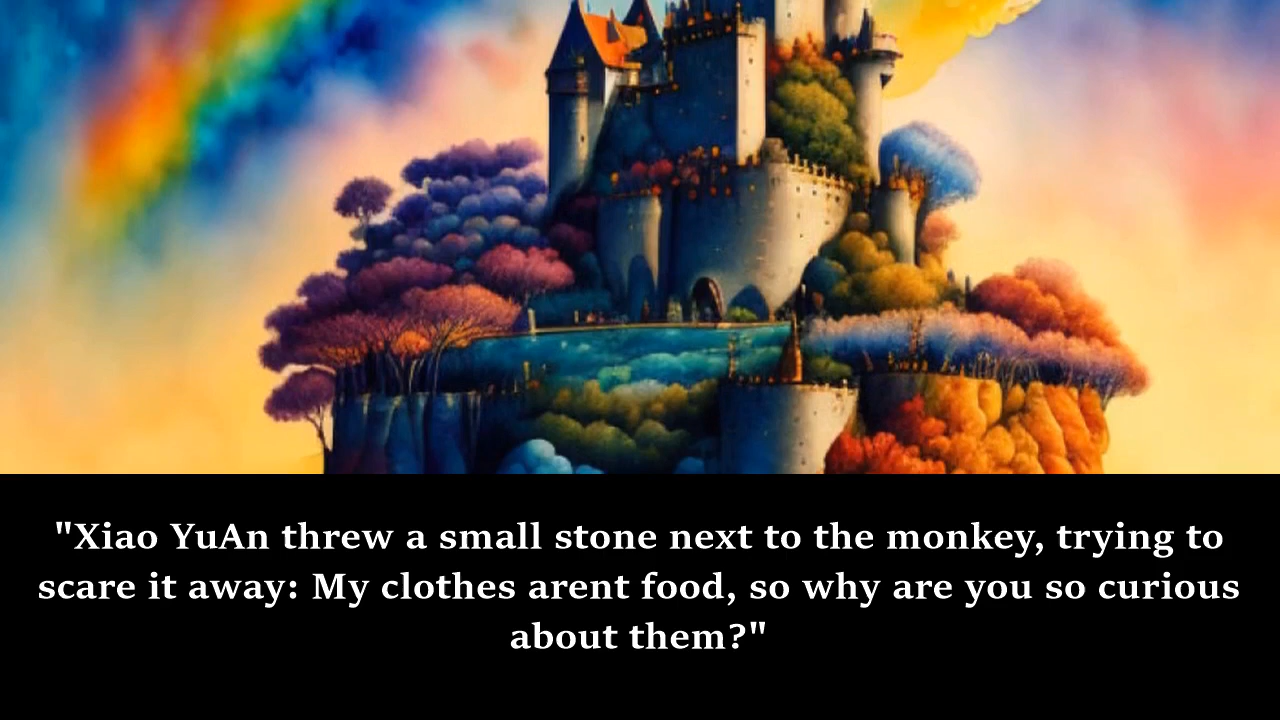 "Xiao YuAn threw a small stone next to the monkey, trying to
scare it away: My clothes arent food, so why are you so curious
about them?"